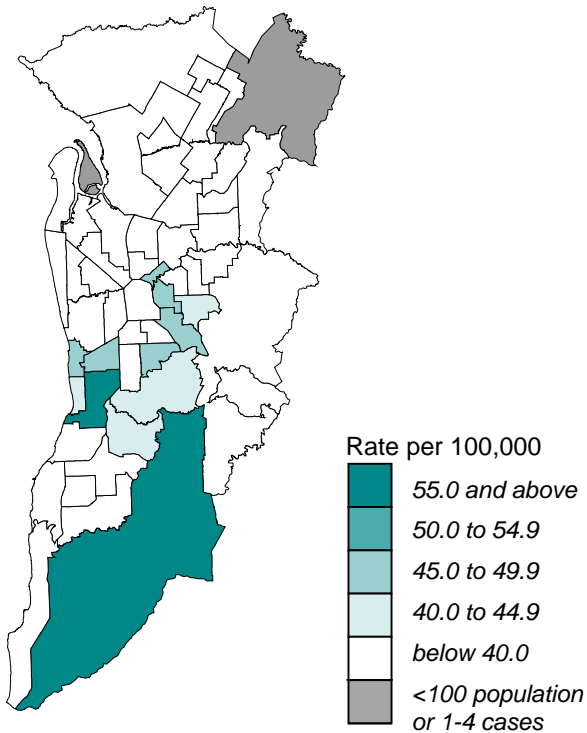 Rate per 100,000
55.0 and above
50.0 to 54.9
45.0 to 49.9
40.0 to 44.9
below 40.0
<100 population
or 1-4 cases